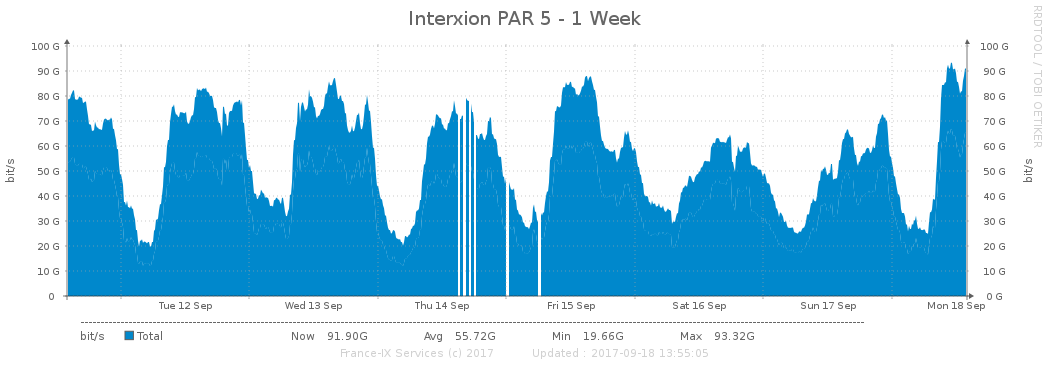 Interxion PAR 5 - 1 Week
RRDTOOL / TOBI OETIKER
100 G 100 G
90 G 90 G
80 G 80 G
70 G 70 G
60 G 60 G
50 G 50 G
40 G 40 G
30 G 30 G
20 G 20 G
10 G 10 G
0 0 G
bit/s bit/s
Tue 12 Sep Wed 13 Sep Thu 14 Sep Fri 15 Sep Sat 16 Sep Sun 17 Sep Mon 18 Sep
bit/s Total Now 91.90G Avg 55.72G Min 19.66G Max 93.32G
France-IX Services (c) 2017 Updated : 2017-09-18 13:55:05